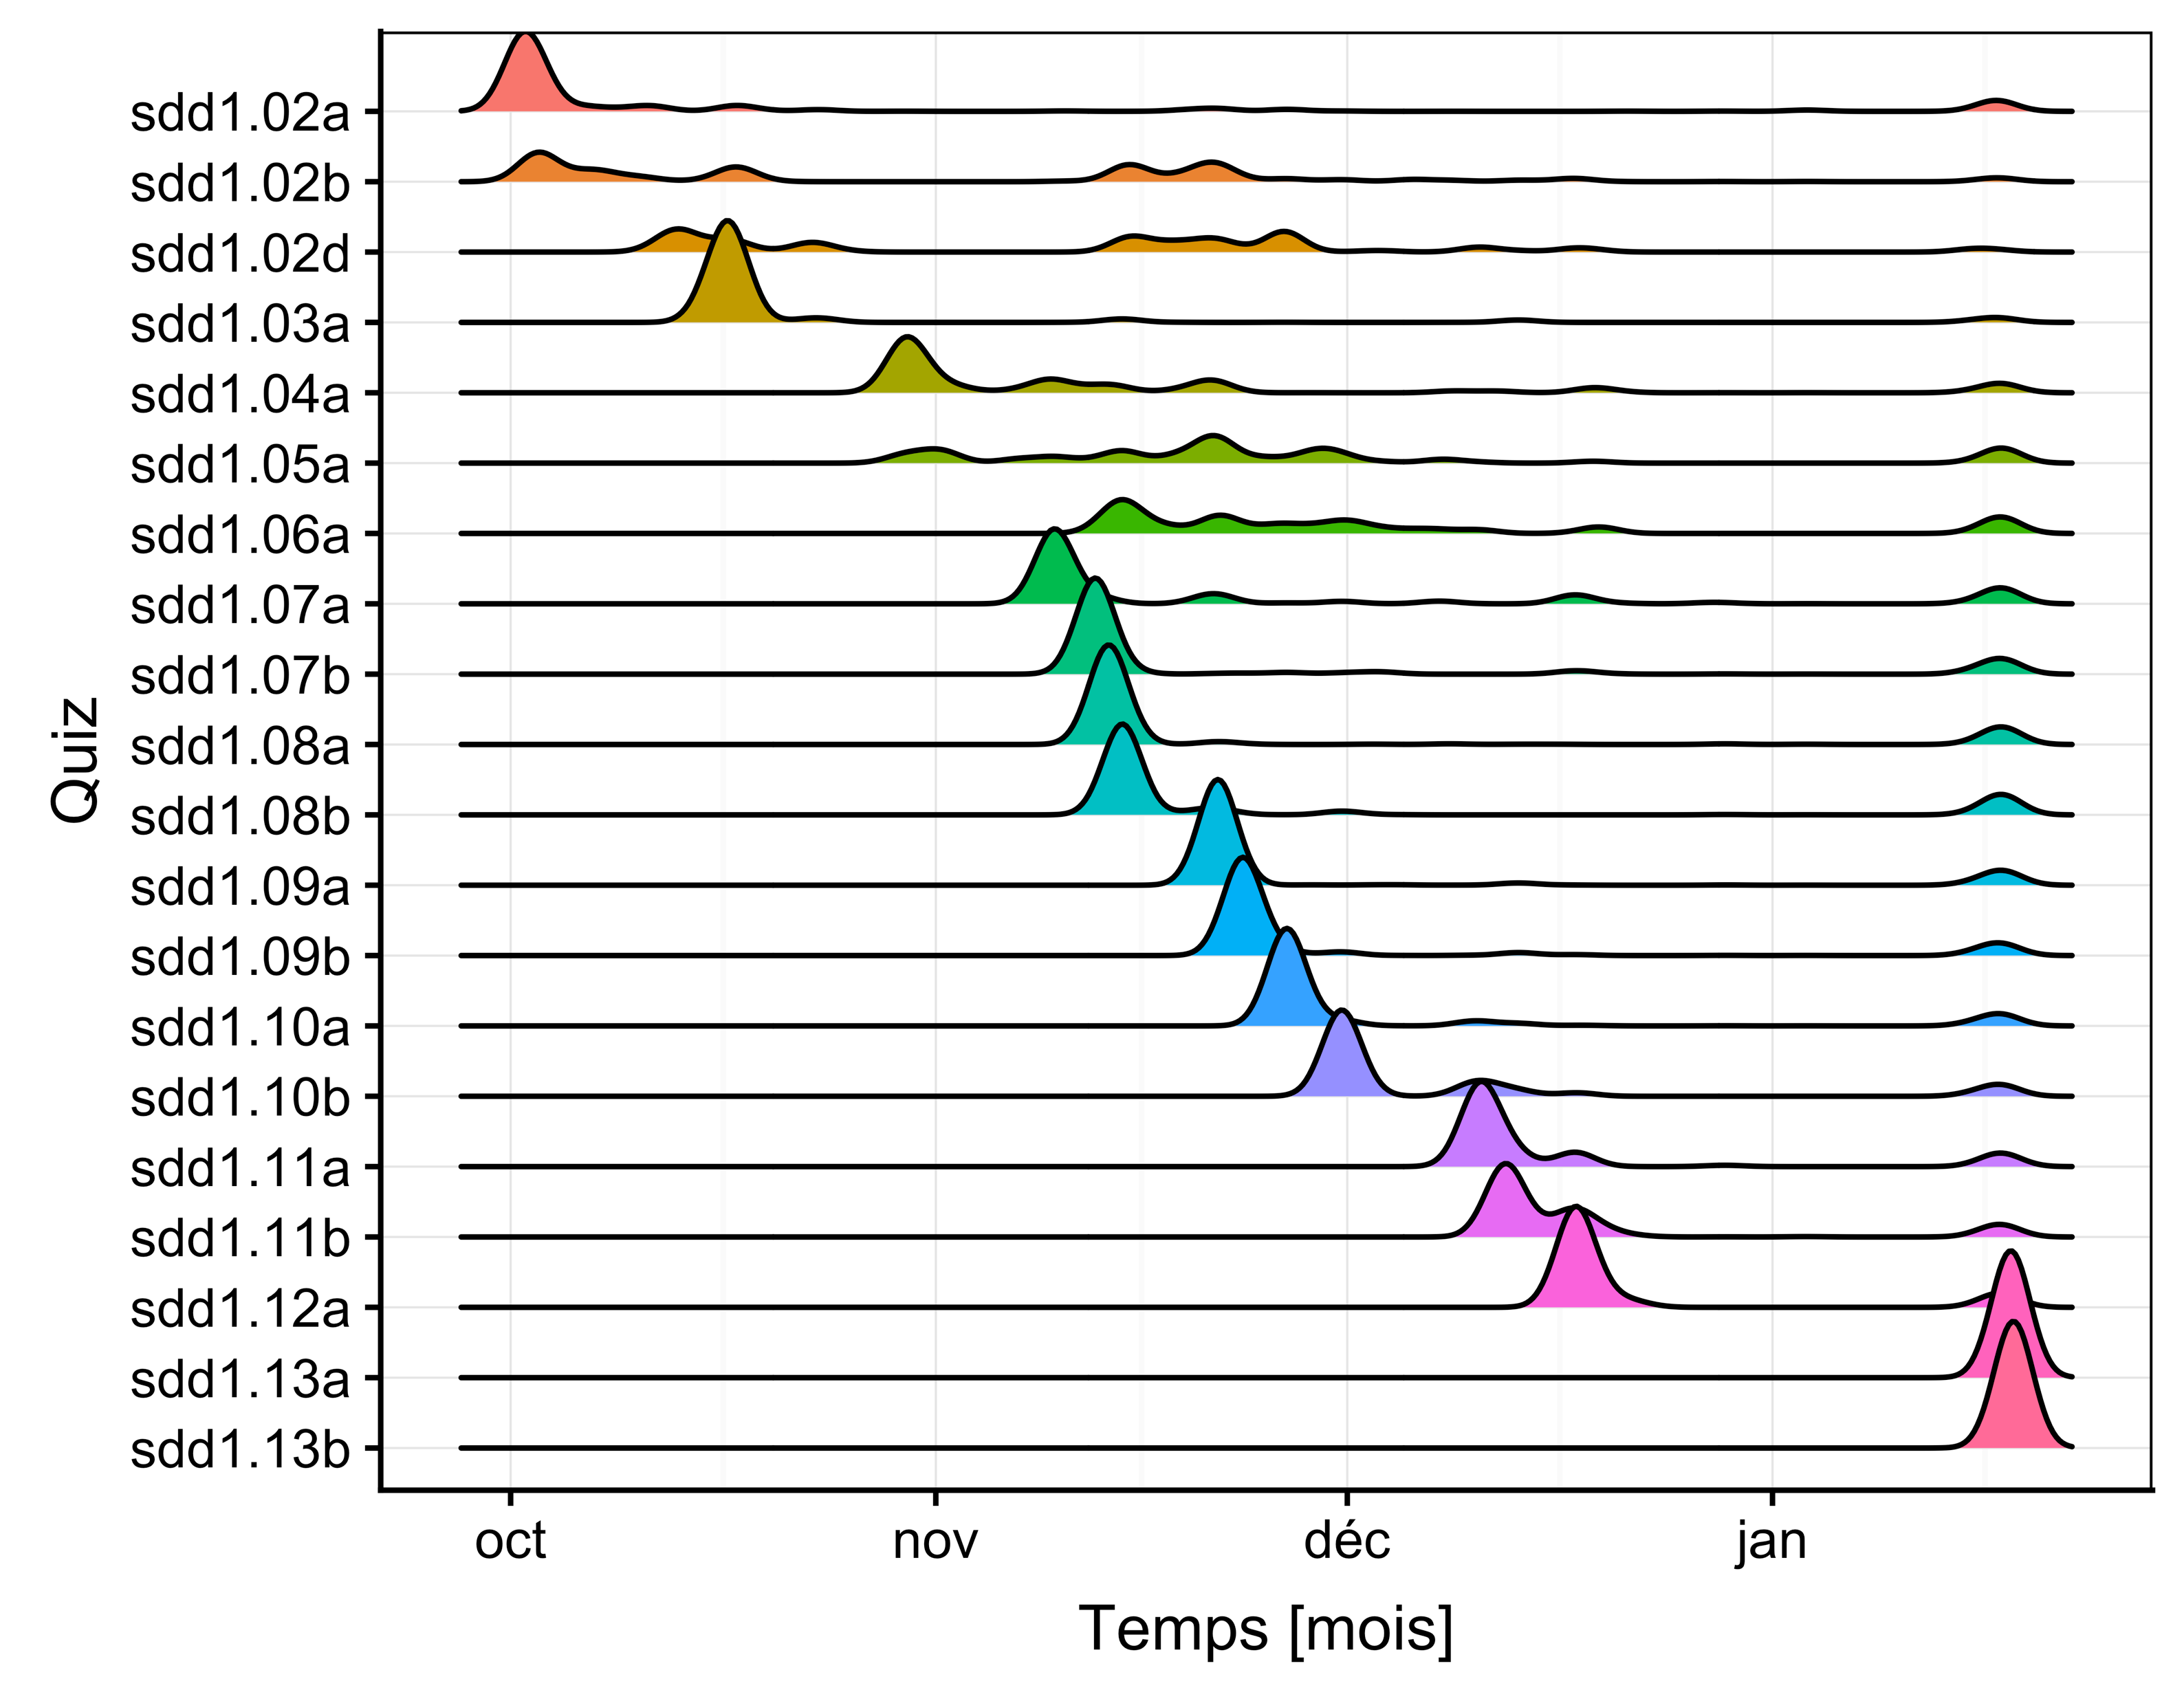 sdd1.02a
sdd1.02b
sdd1.02d
sdd1.03a
sdd1.04a
sdd1.05a
sdd1.06a
sdd1.07a
sdd1.07b
sdd1.08a
sdd1.08b
sdd1.09a
sdd1.09b
sdd1.10a
sdd1.10b
sdd1.11a
sdd1.11b
sdd1.12a
sdd1.13a
sdd1.13b
Quiz
oct nov déc jan
Temps [mois]